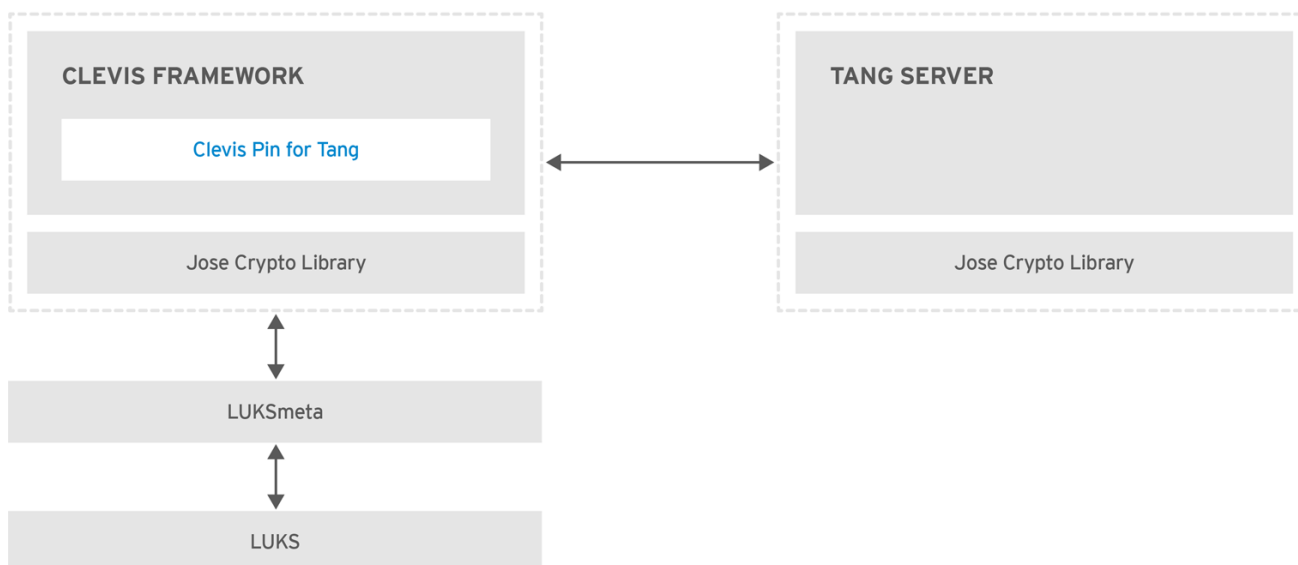 CLEVIS FRAMEWORK
Clevis Pin for Tang
Jose Crypto Library
TANG SERVER
Jose Crypto Library
LUKSmeta
LUKS